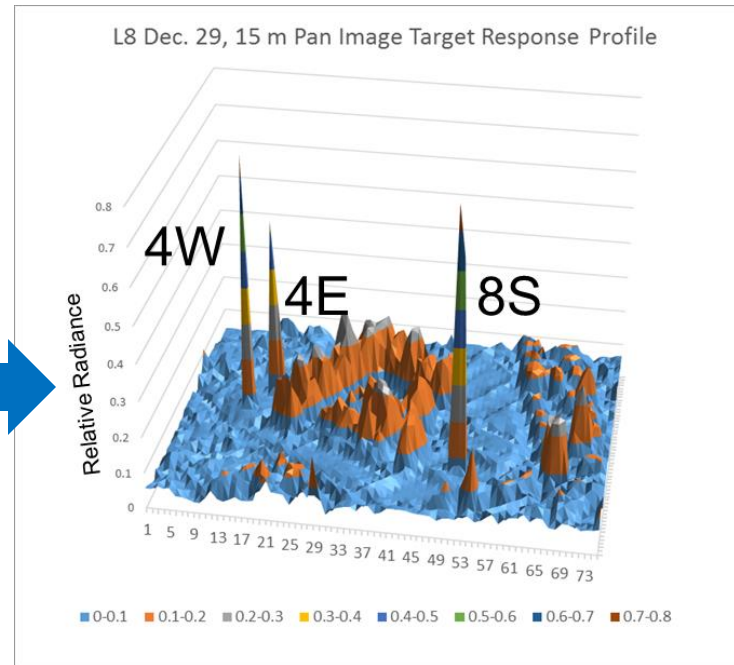 L8 Dec. 29, 15 m Pan Image Target Response Profile
0.8
0.7
0.6
0.5
0.4
0.3
0.2
0.1
0
Relative Radiance
4W
4E
8S
1 5 9 13 17 21 25 29 33 37 41 45 49 53 57 61 65 69 73
0-0.1 0.1-0.2 0.2-0.3 0.3-0.4 0.4-0.5 0.5-0.6 0.6-0.7 0.7-0.8